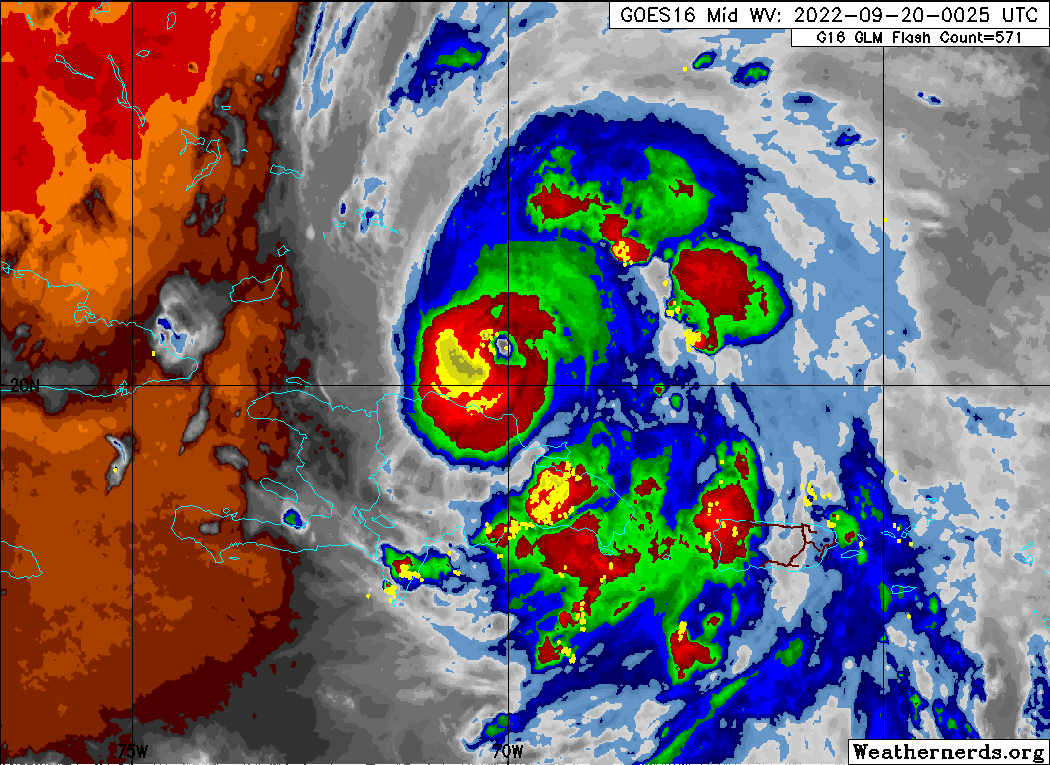 GOES16 Mid WV: 2022-09-20-0025 UTC
G16 GLM Flash Count=571
20N
75W
70W
Weathernerds.org